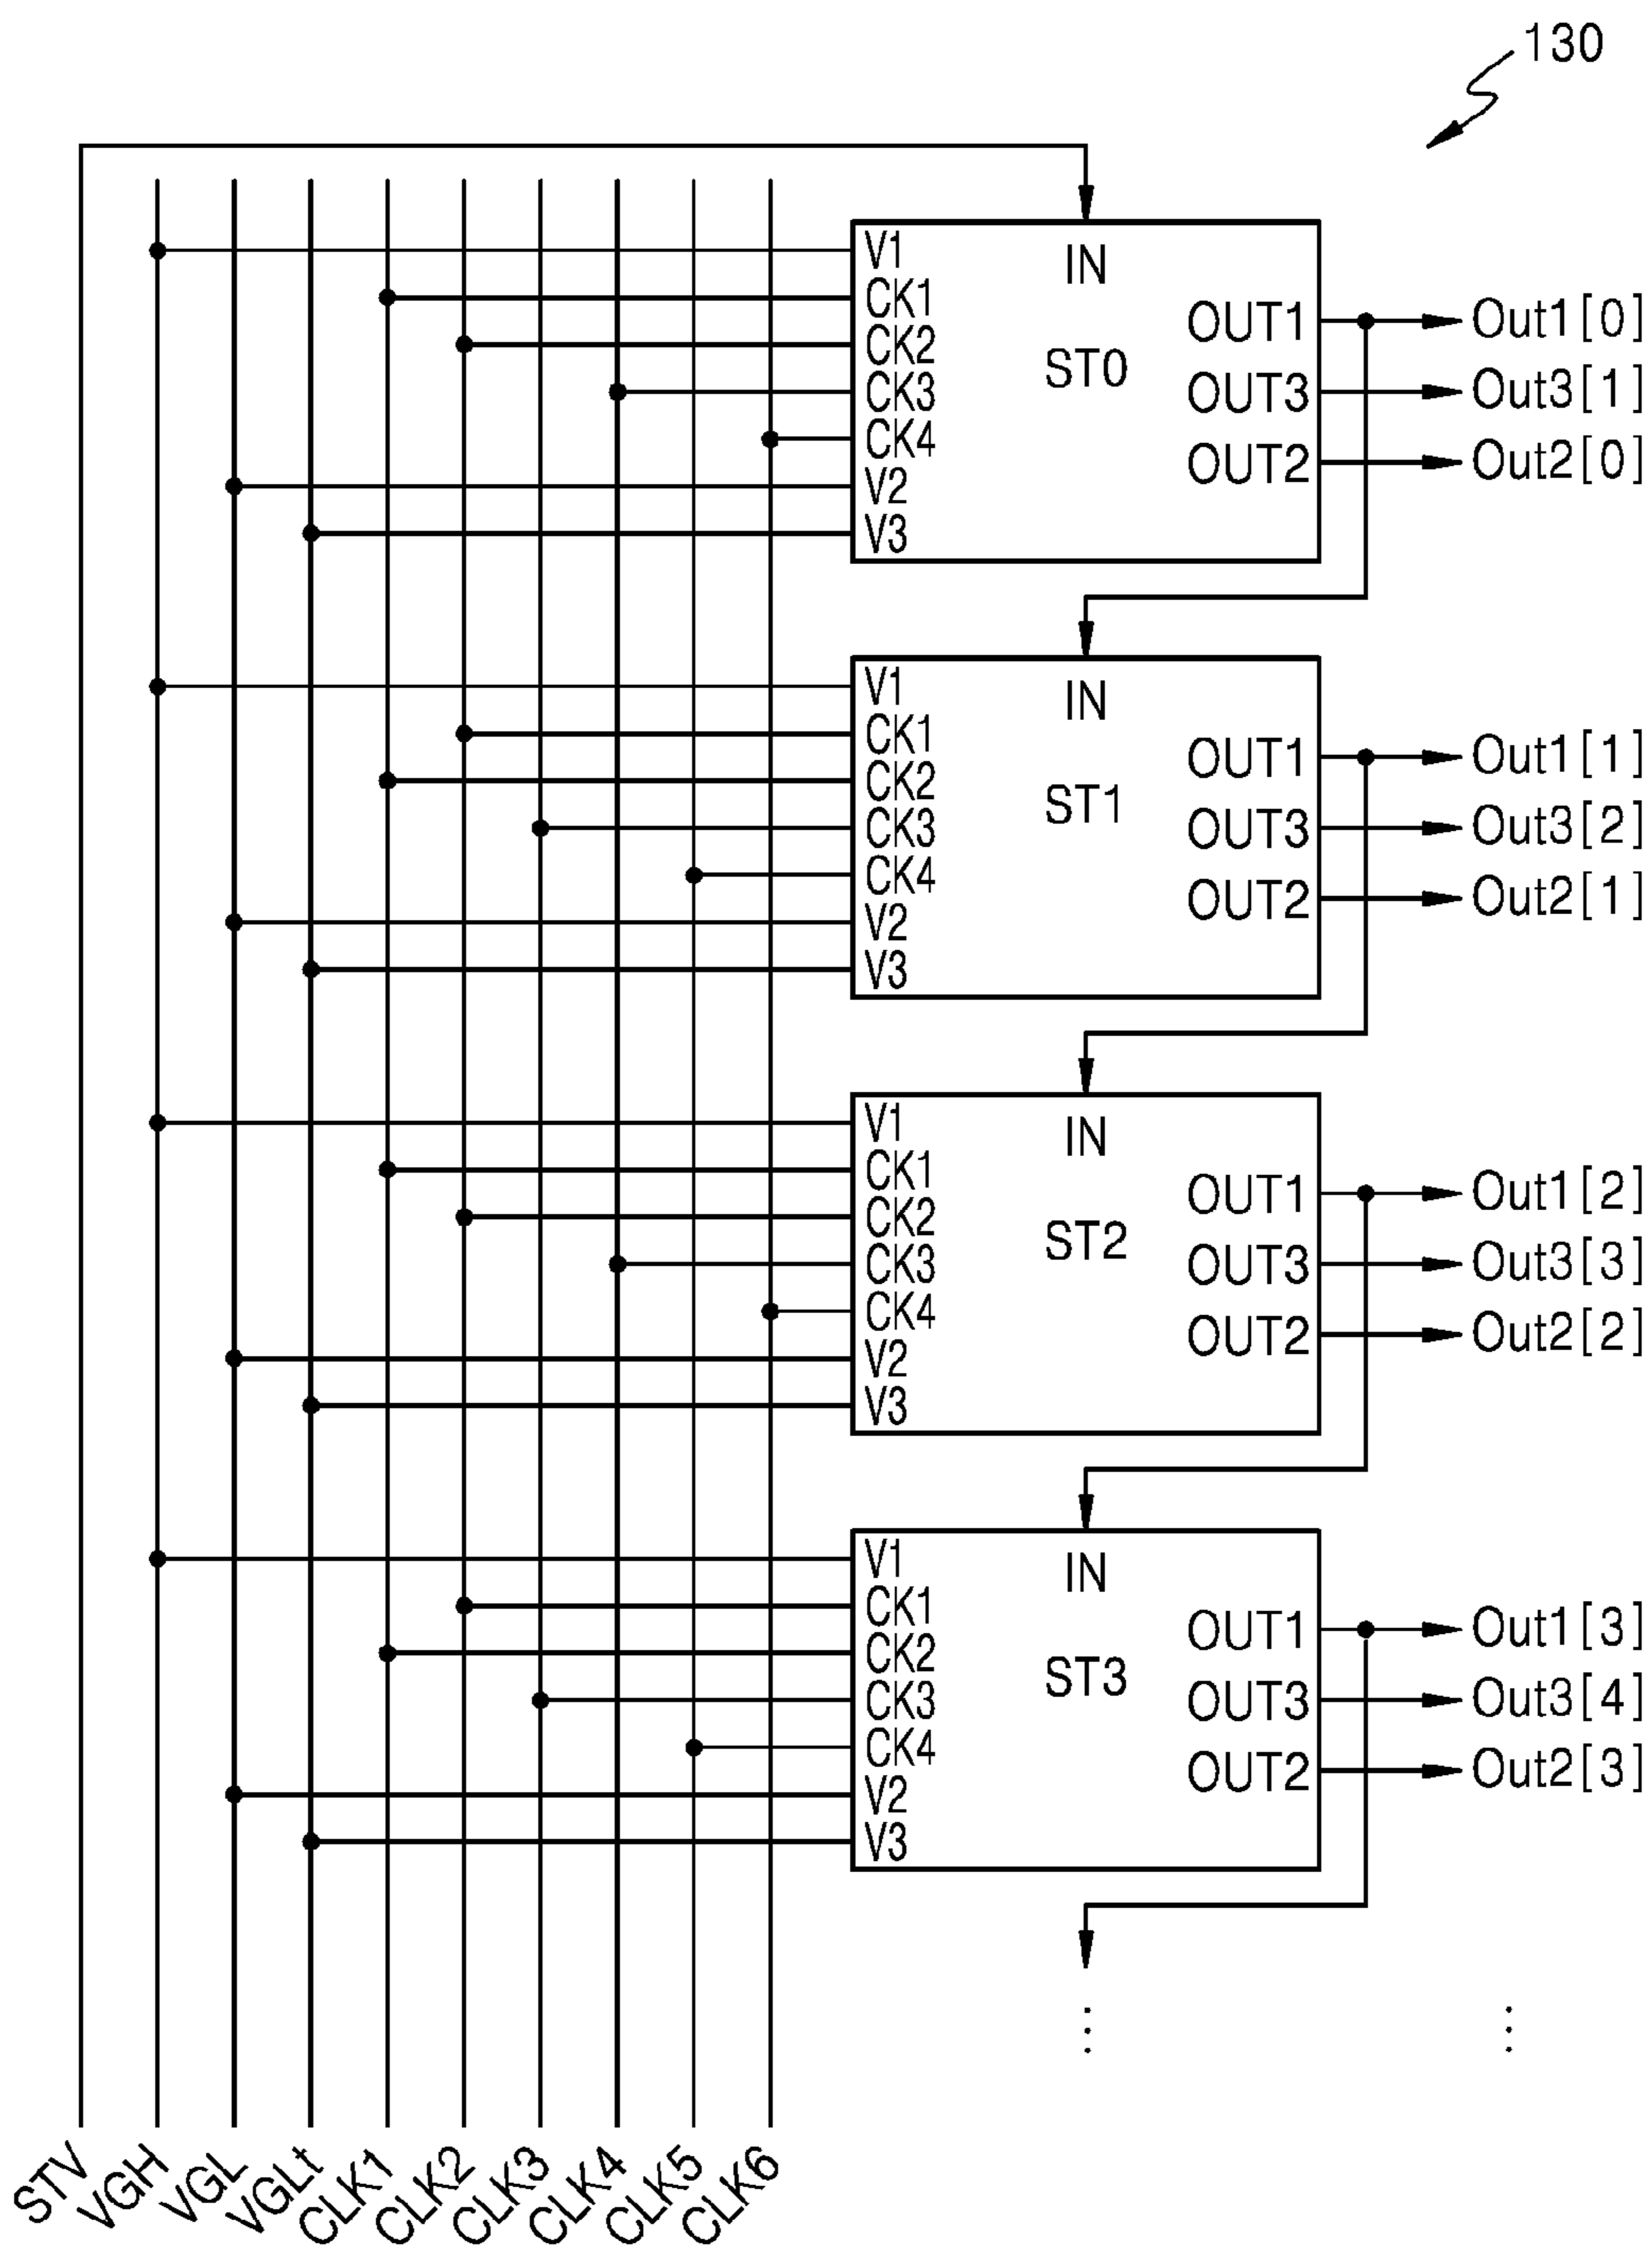 130
V1
IN
CK1
OUT1
Out1[0]
CK2
ST0
CK3
OUT3
Out3[1]
CK4
OUT2
Out2[0]
V2
V3
V1
IN
CK1
OUT1
Out1[1]
CK2
ST1
CK3
OUT3
Out3[2]
CK4
OUT2
Out2[1]
V2
V3
V1
IN
CK1
OUT1
Out1[2]
CK2
ST2
CK3
OUT3
Out3[3]
CK4
OUT2
Out2[2]
V2
V3
V1
IN
CK1
OUT1
Out1[3]
CK2
ST3
CK3
OUT3
Out3[4]
CK4
OUT2
Out2[3]
V2
V3
STV
VGH
VGL
VGLt
CLK1
CLK2
CLK3
CLK4
CLK5
CLK6